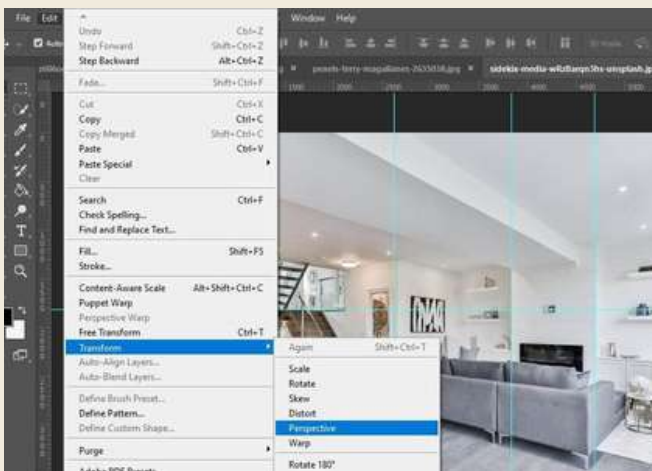 File Edit Window Help
Undo Ctrl+Z
Step Forward Shift+Ctrl+Z
Step Backward Alt+Ctrl+Z
Fade... Shift+Ctrl+F
Cut Ctrl+X
Copy Ctrl+C
Copy Merged Shift+Ctrl+C
Paste Ctrl+V
Paste Special
Clear
Search Ctrl+F
Check Spelling...
Find and Replace Text...
Fill... Shift+F5
Stroke...
Content-Aware Scale Alt+Shift+Ctrl+C
Puppet Warp
Perspective Warp
Free Transform Ctrl+T
Transform
Auto-Align Layers...
Auto-Blend Layers...
Define Brush Preset...
Define Pattern...
Define Custom Shape...
Purge
Adobe PDF Presets
Again Shift+Ctrl+T
Scale
Rotate
Skew
Distort
Perspective
Warp
Rotate 180°